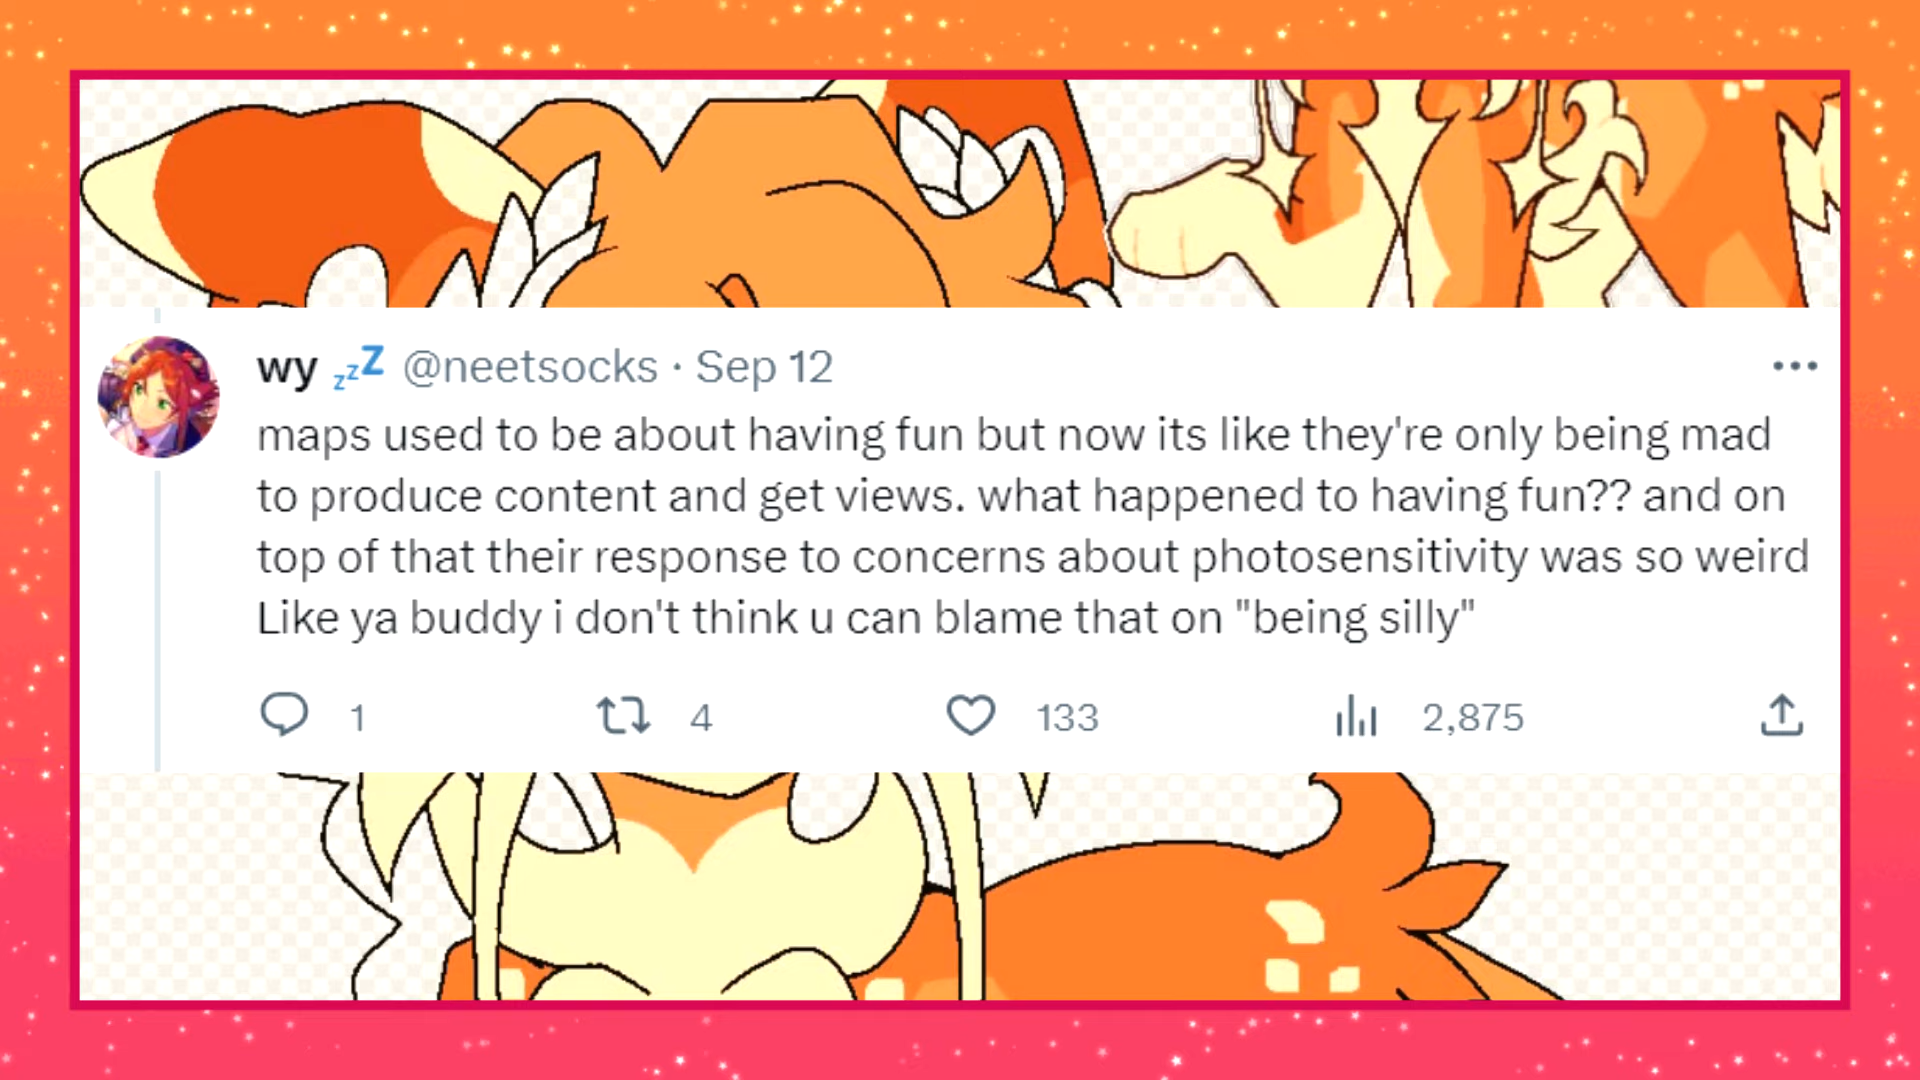 wy 💤 @neetsocks · Sep 12
maps used to be about having fun but now its like they're only being mad
to produce content and get views. what happened to having fun?? and on
top of that their response to concerns about photosensitivity was so weird
Like ya buddy i don't think u can blame that on "being silly"
1 4 133 2,875